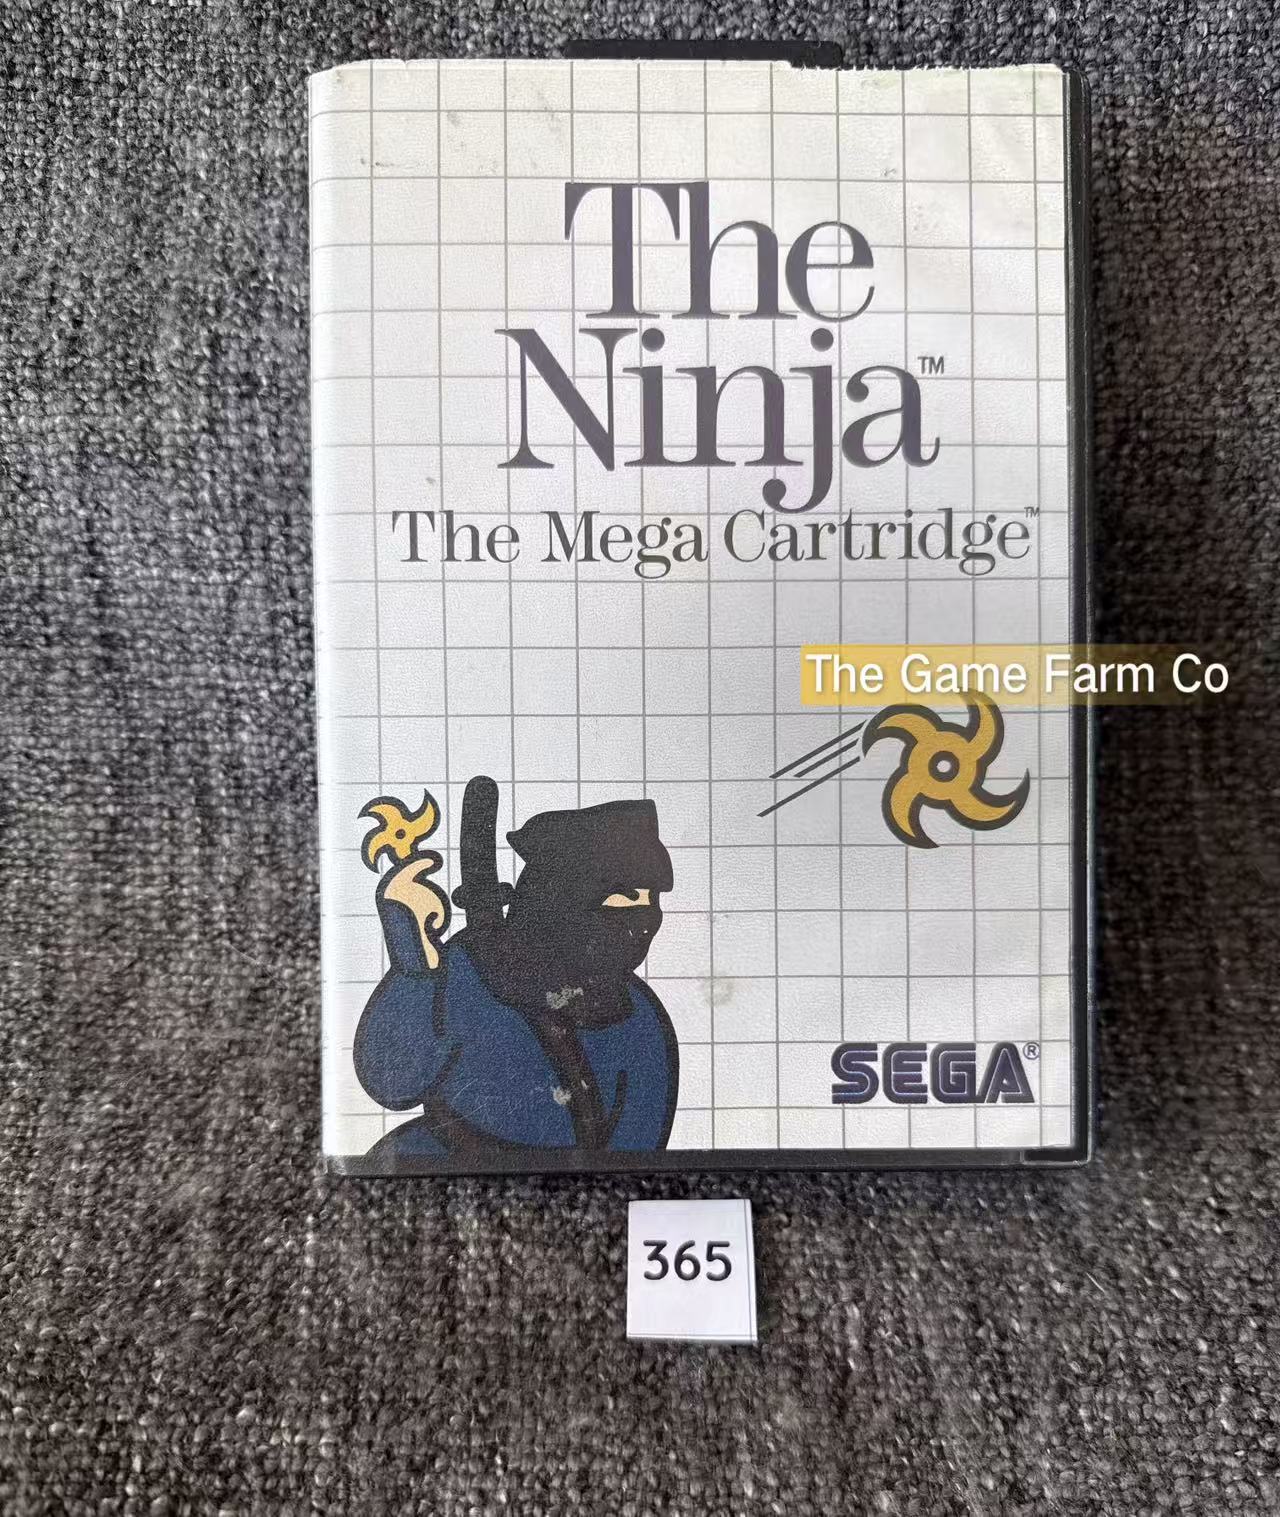 The
Ninja™
The Mega Cartridge™
The Game Farm Co
SEGA®
365